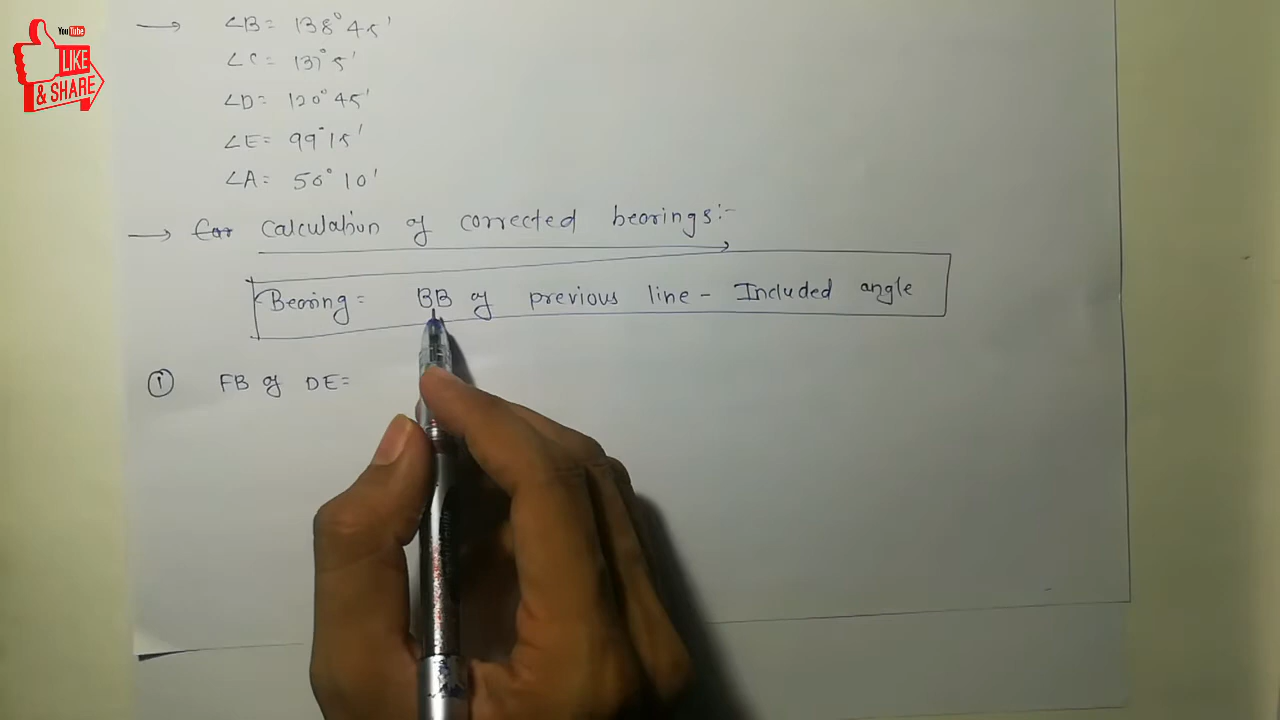 YouTube
LIKE
& SHARE
∠B= 138°45'
∠C= 137°5'
∠D= 120°45'
∠E= 99°15'
∠A= 50°10'
for calculation of corrected bearings:-
Bearing= BB of previous line - Included angle
① FB of DE=